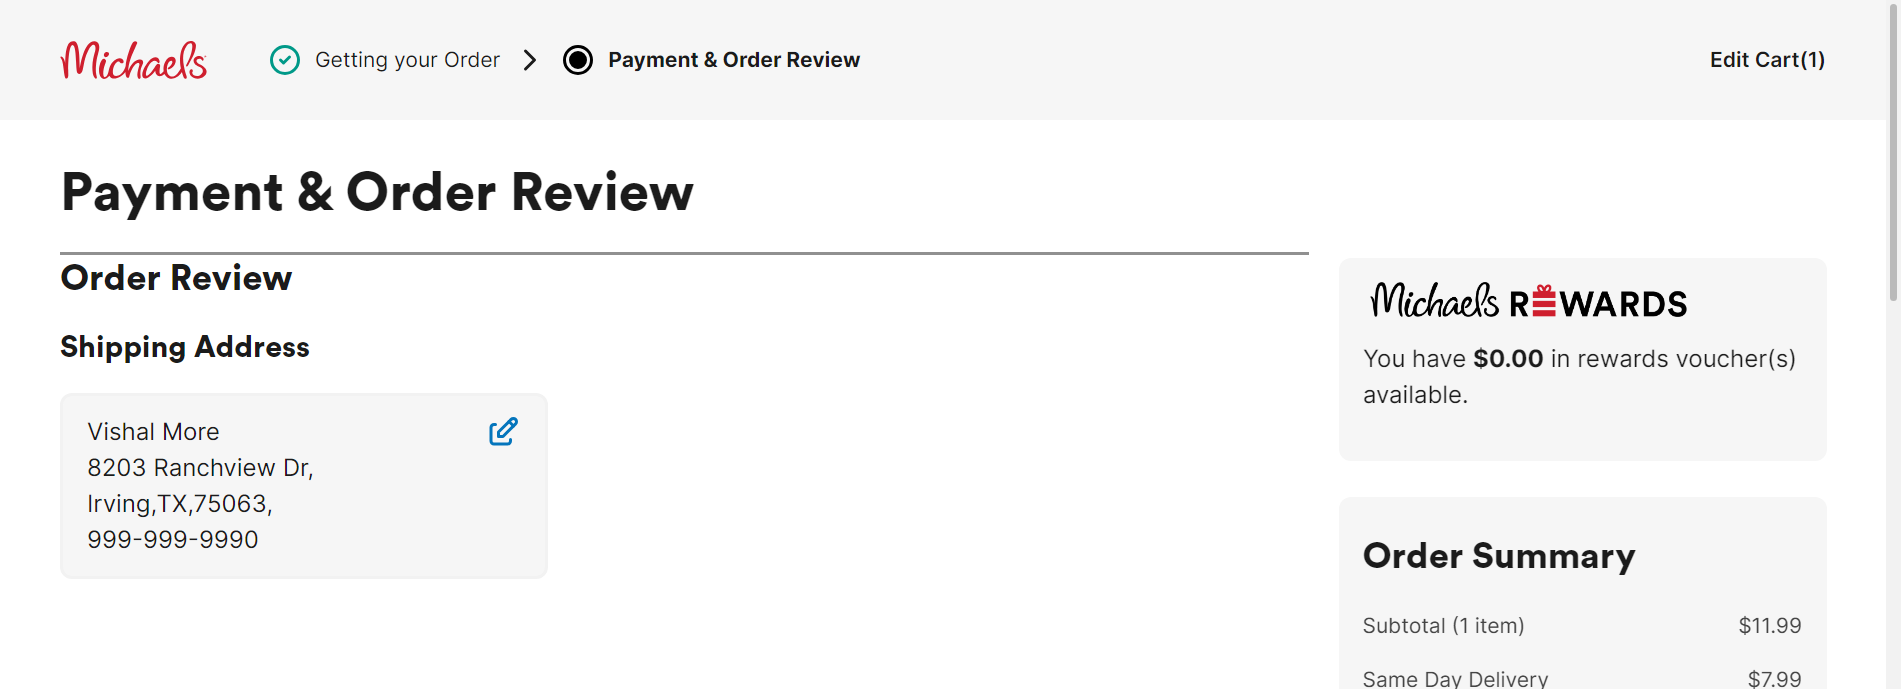 Michaels
Getting your Order
Payment & Order Review
Edit Cart(1)
Payment & Order Review
Order Review
Shipping Address
Vishal More
8203 Ranchview Dr,
Irving,TX,75063,
999-999-9990
Michaels REWARDS
You have $0.00 in rewards voucher(s)
available.
Order Summary
Subtotal (1 item) $11.99
Same Day Delivery $7.99